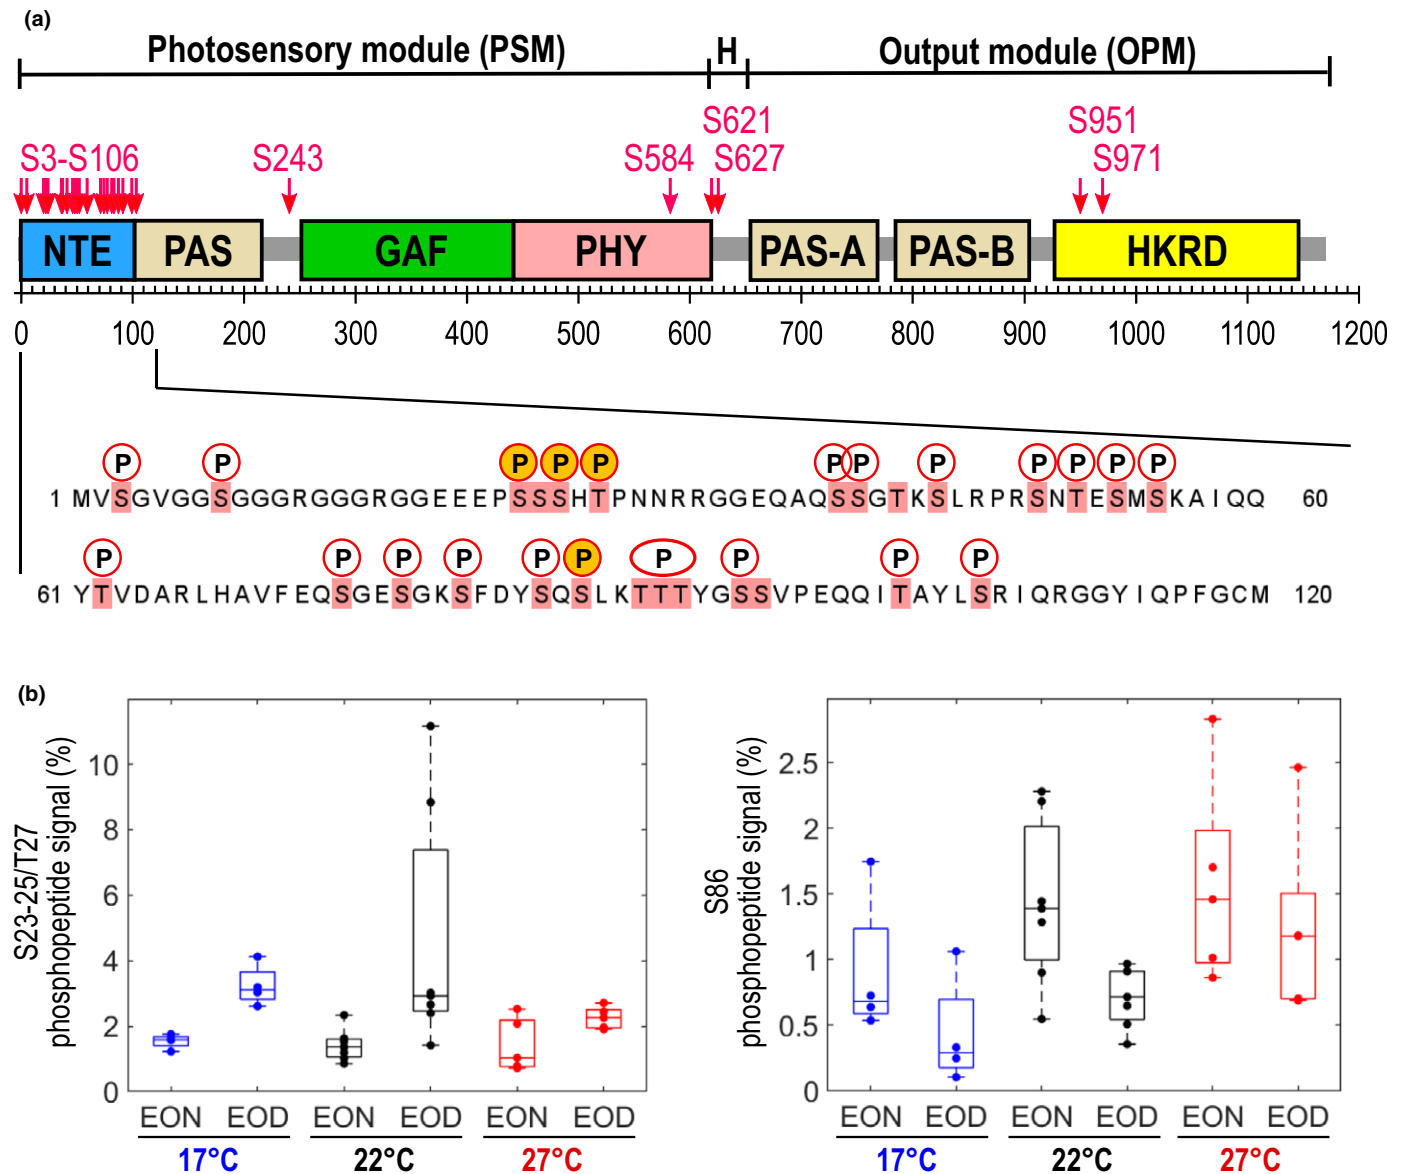 (a)
Photosensory module (PSM) H Output module (OPM)
S621 S951
S3-S106 S243 S584 S627 S971
NTE PAS GAF PHY PAS-A PAS-B HKRD
0 100 200 300 400 500 600 700 800 900 1000 1100 1200
P P P P P P P P P P P P
1 MVSGVGGSGGGRGGGRGGEEEPSSSHTPNNRRGGEQAQSSGTKSLRPRSNTESMSKAIQQ 60
P P P P P P P P P P
61 YTVDARLHAVFEQSGESGKSFDYSQSLKTTTYGSSVPEQQITAYLSRIQRGGYIQPFGCM 120
(b)
S23-25/T27
phosphopeptide signal (%)
10
8
6
4
2
0
EON EOD EON EOD EON EOD
17°C 22°C 27°C
S86
phosphopeptide signal (%)
2.5
2
1.5
1
0.5
0
EON EOD EON EOD EON EOD
17°C 22°C 27°C